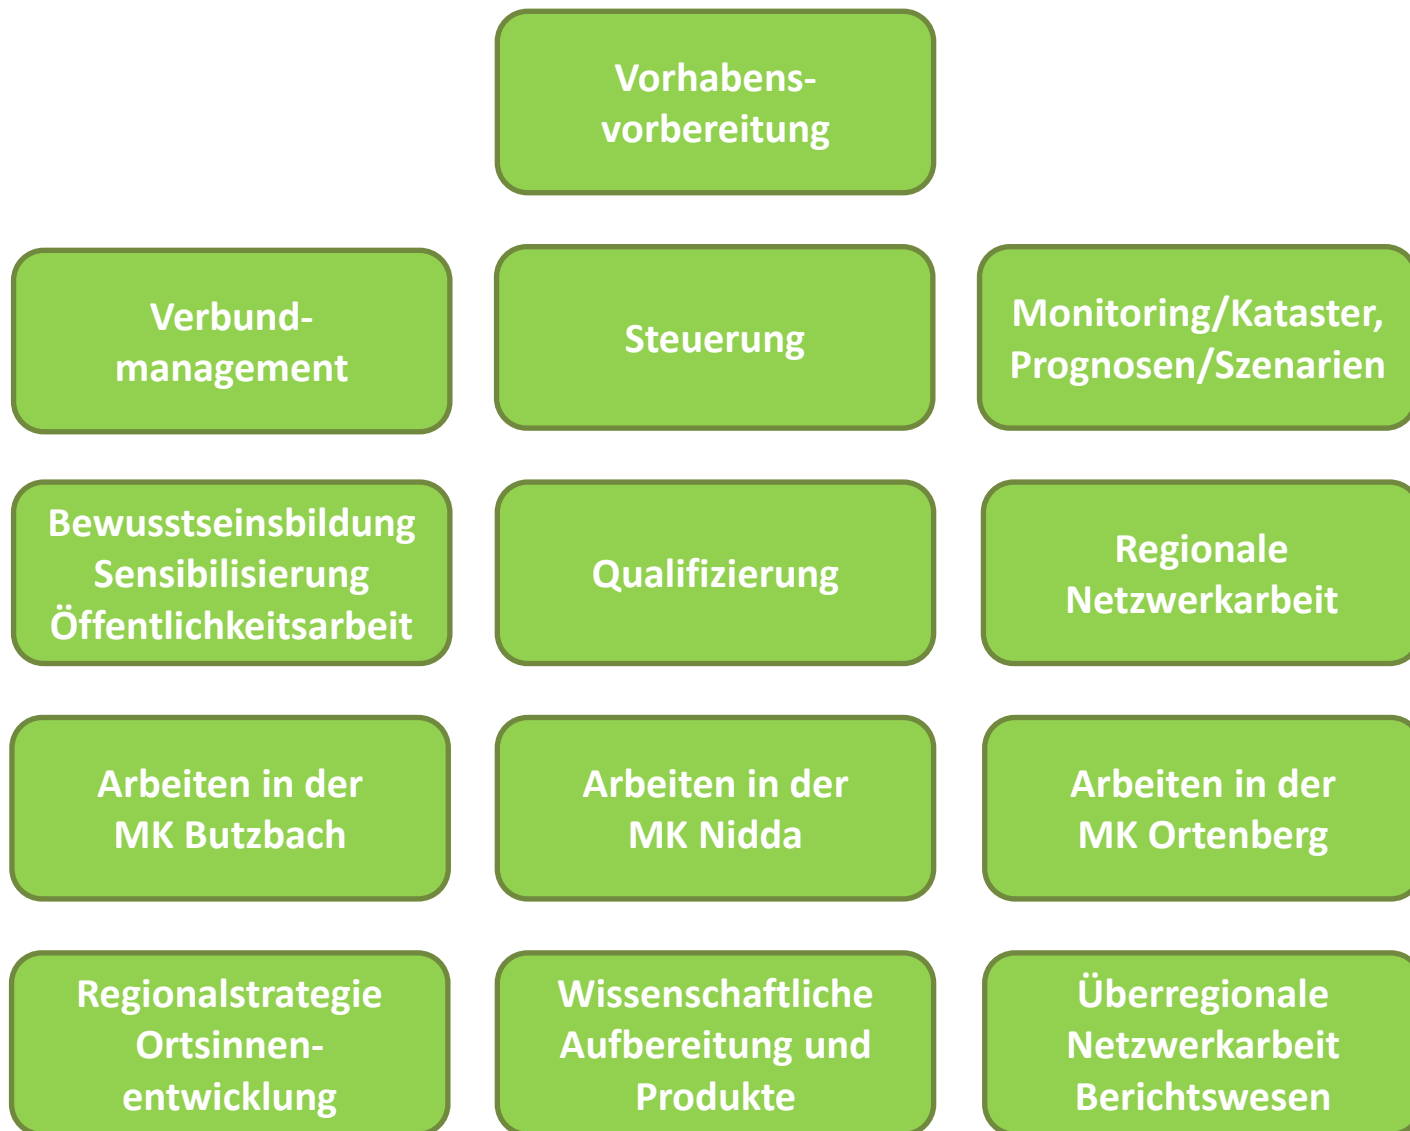 Vorhabens-
vorbereitung
Verbund-
management
Steuerung
Monitoring/Kataster,
Prognosen/Szenarien
Bewusstseinsbildung
Sensibilisierung
Öffentlichkeitsarbeit
Qualifizierung
Regionale
Netzwerkarbeit
Arbeiten in der
MK Butzbach
Arbeiten in der
MK Nidda
Arbeiten in der
MK Ortenberg
Regionalstrategie
Ortsinnen-
entwicklung
Wissenschaftliche
Aufbereitung und
Produkte
Überregionale
Netzwerkarbeit
Berichtswesen